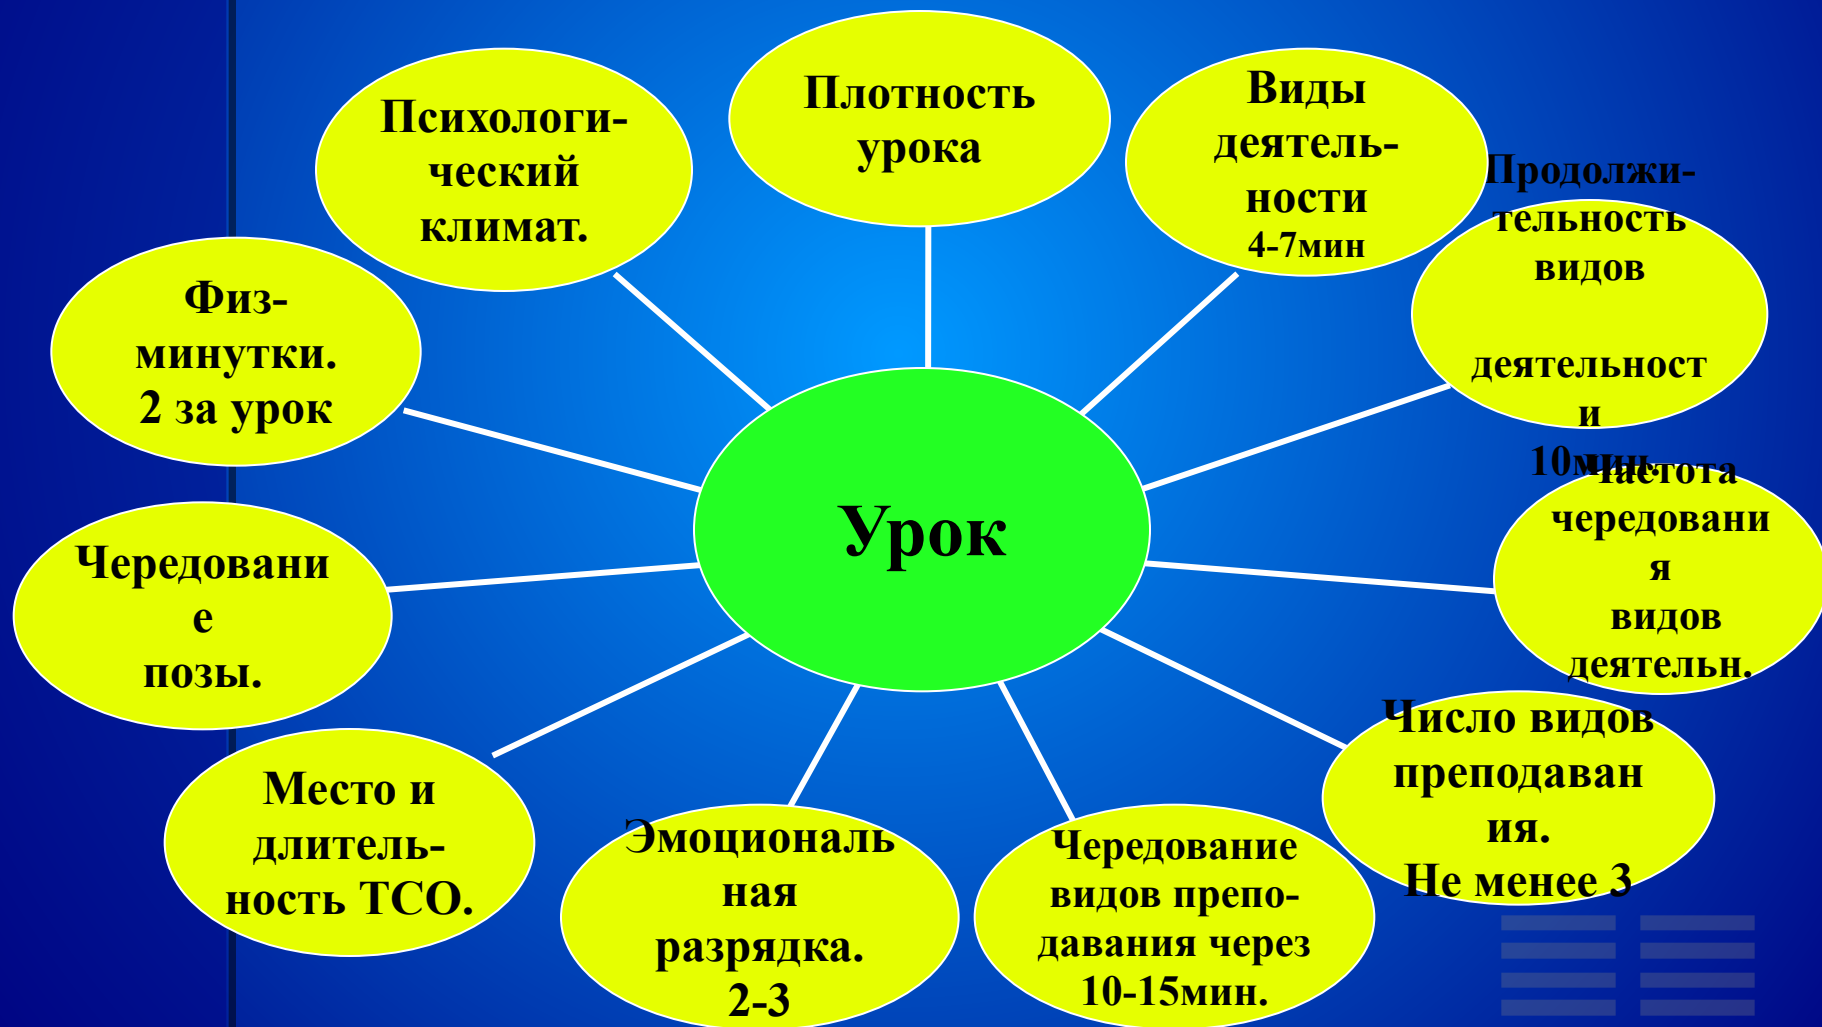 Плотность
урока
Виды
деятель-
ности
4-7мин
Продолжи-
тельность
видов
деятельност
и
10мин.
Частота
чередовани
я
видов
деятельн.
Число видов
преподаван
ия.
Не менее 3
Чередование
видов препо-
давания через
10-15мин.
Эмоциональ
ная
разрядка.
2-3
Место и
длитель-
ность ТСО.
Чередовани
е
позы.
Физ-
минутки.
2 за урок
Психологи-
ческий
климат.
Урок